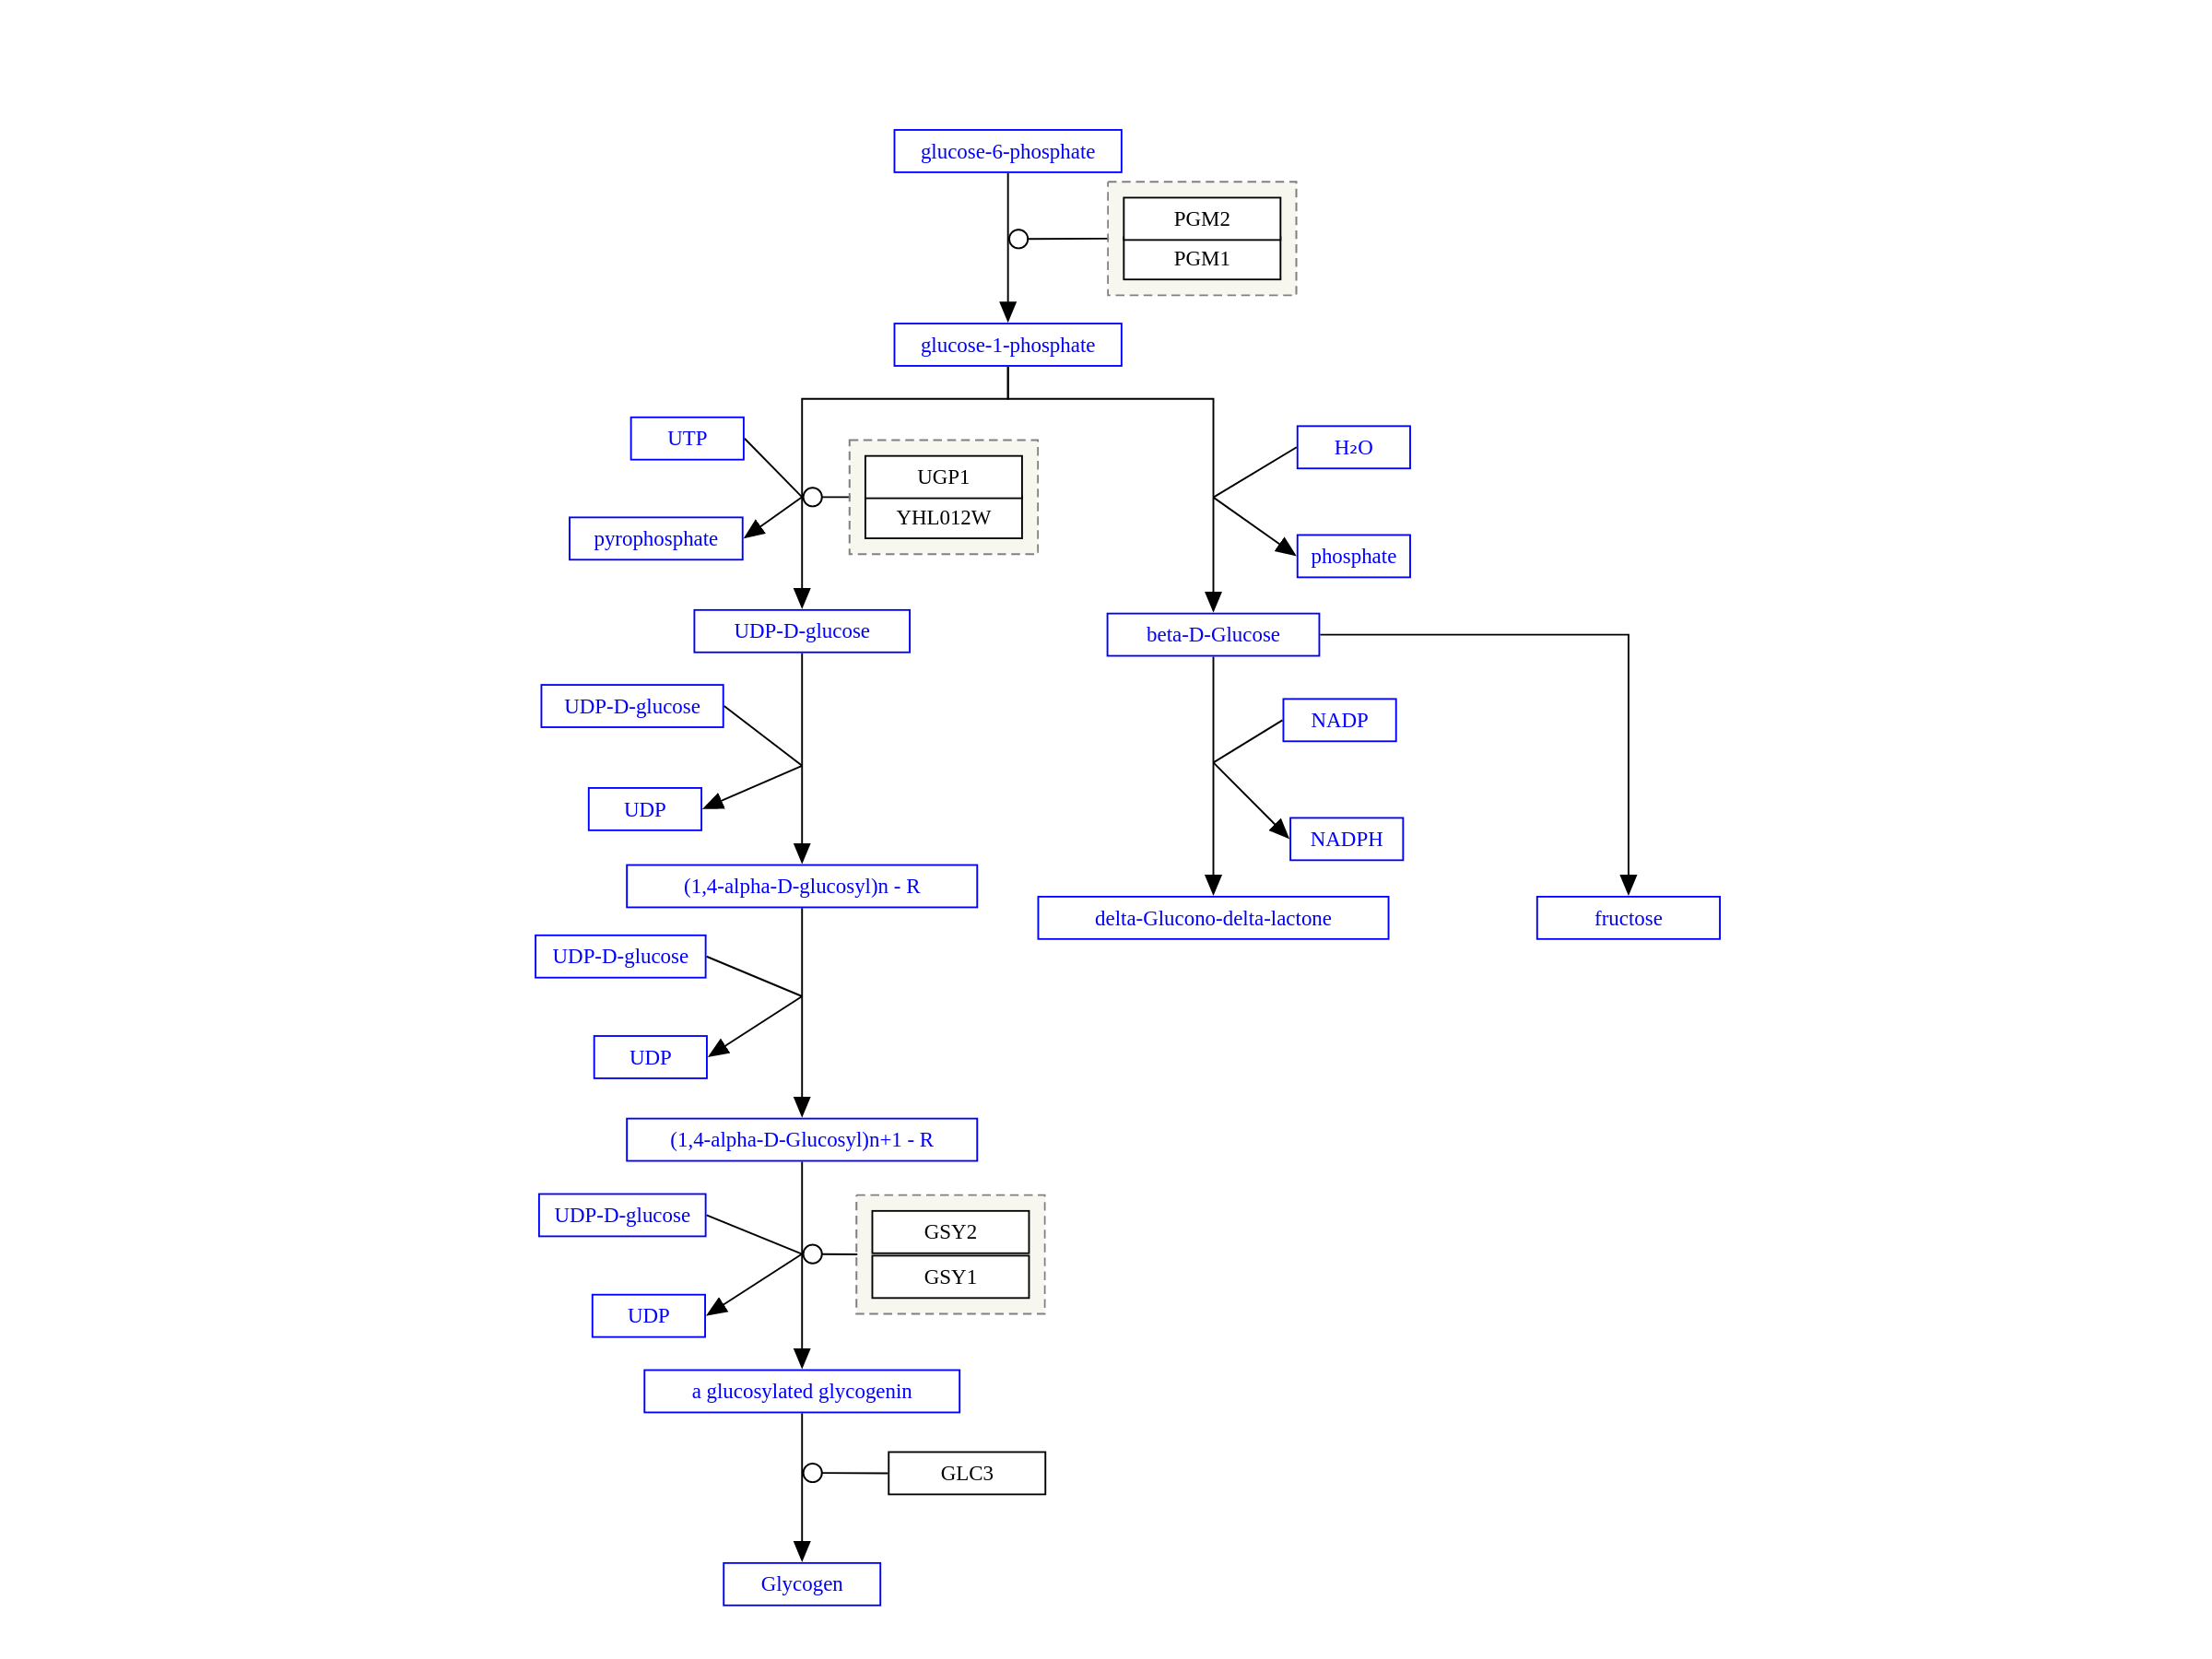 glucose-6-phosphate
PGM2
PGM1
glucose-1-phosphate
UTP
H₂O
UGP1
YHL012W
pyrophosphate
phosphate
UDP-D-glucose
beta-D-Glucose
UDP-D-glucose
NADP
UDP
NADPH
(1,4-alpha-D-glucosyl)n - R
delta-Glucono-delta-lactone
fructose
UDP-D-glucose
UDP
(1,4-alpha-D-Glucosyl)n+1 - R
UDP-D-glucose
GSY2
GSY1
UDP
a glucosylated glycogenin
GLC3
Glycogen